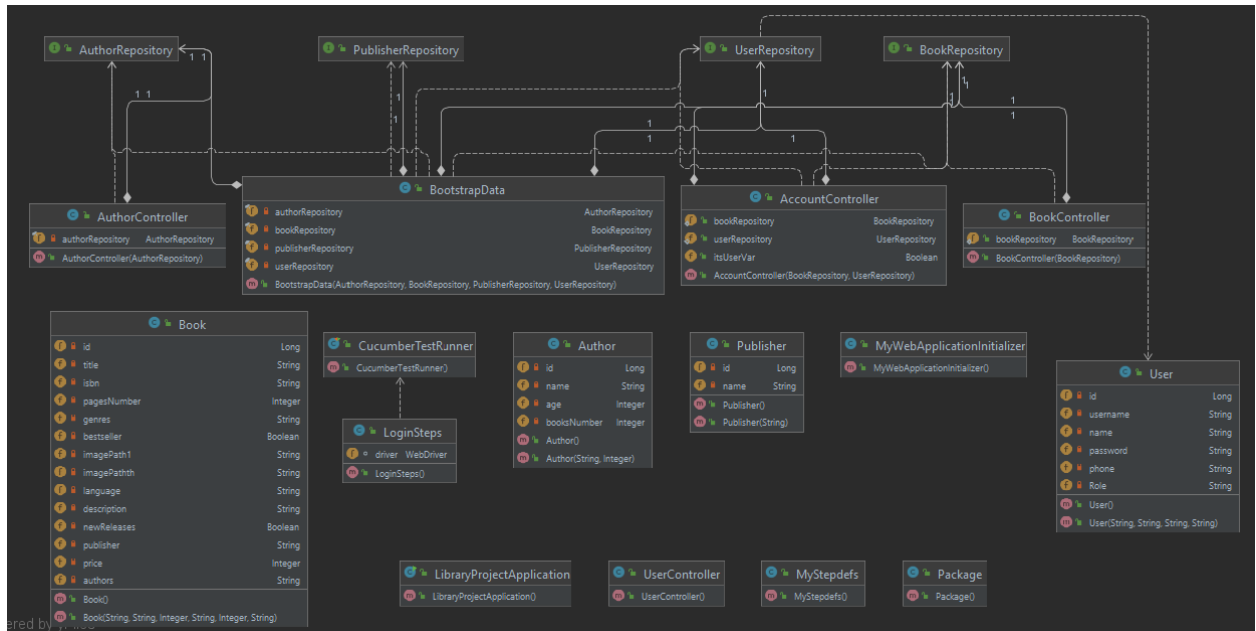 AuthorRepository
PublisherRepository
UserRepository
BookRepository
1 1
1 1
1
1
1
1
1
1
1
1
1
1
1
AuthorController
authorRepository AuthorRepository
AuthorController(AuthorRepository)
BootstrapData
authorRepository AuthorRepository
bookRepository BookRepository
publisherRepository PublisherRepository
userRepository UserRepository
BootstrapData(AuthorRepository, BookRepository, PublisherRepository, UserRepository)
AccountController
bookRepository BookRepository
userRepository UserRepository
itsUserVar Boolean
AccountController(BookRepository, UserRepository)
BookController
bookRepository BookRepository
BookController(BookRepository)
Book
id Long
title String
isbn String
pagesNumber Integer
genres String
bestseller Boolean
imagePath1 String
imagePathth String
language String
description String
newReleases Boolean
publisher String
price Integer
authors String
Book()
Book(String, String, Integer, String, Integer, String)
CucumberTestRunner
CucumberTestRunner()
LoginSteps
driver WebDriver
LoginSteps()
Author
id Long
name String
age Integer
booksNumber Integer
Author()
Author(String, Integer)
Publisher
id Long
name String
Publisher()
Publisher(String)
MyWebApplicationInitializer
MyWebApplicationInitializer()
User
id Long
username String
name String
password String
phone String
Role String
User()
User(String, String, String, String)
LibraryProjectApplication
LibraryProjectApplication()
UserController
UserController()
MyStepdefs
MyStepdefs()
Package
Package()
ered by